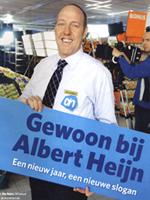 Gewoon bij
Albert Heijn
Een nieuw jaar, een nieuwe slogan